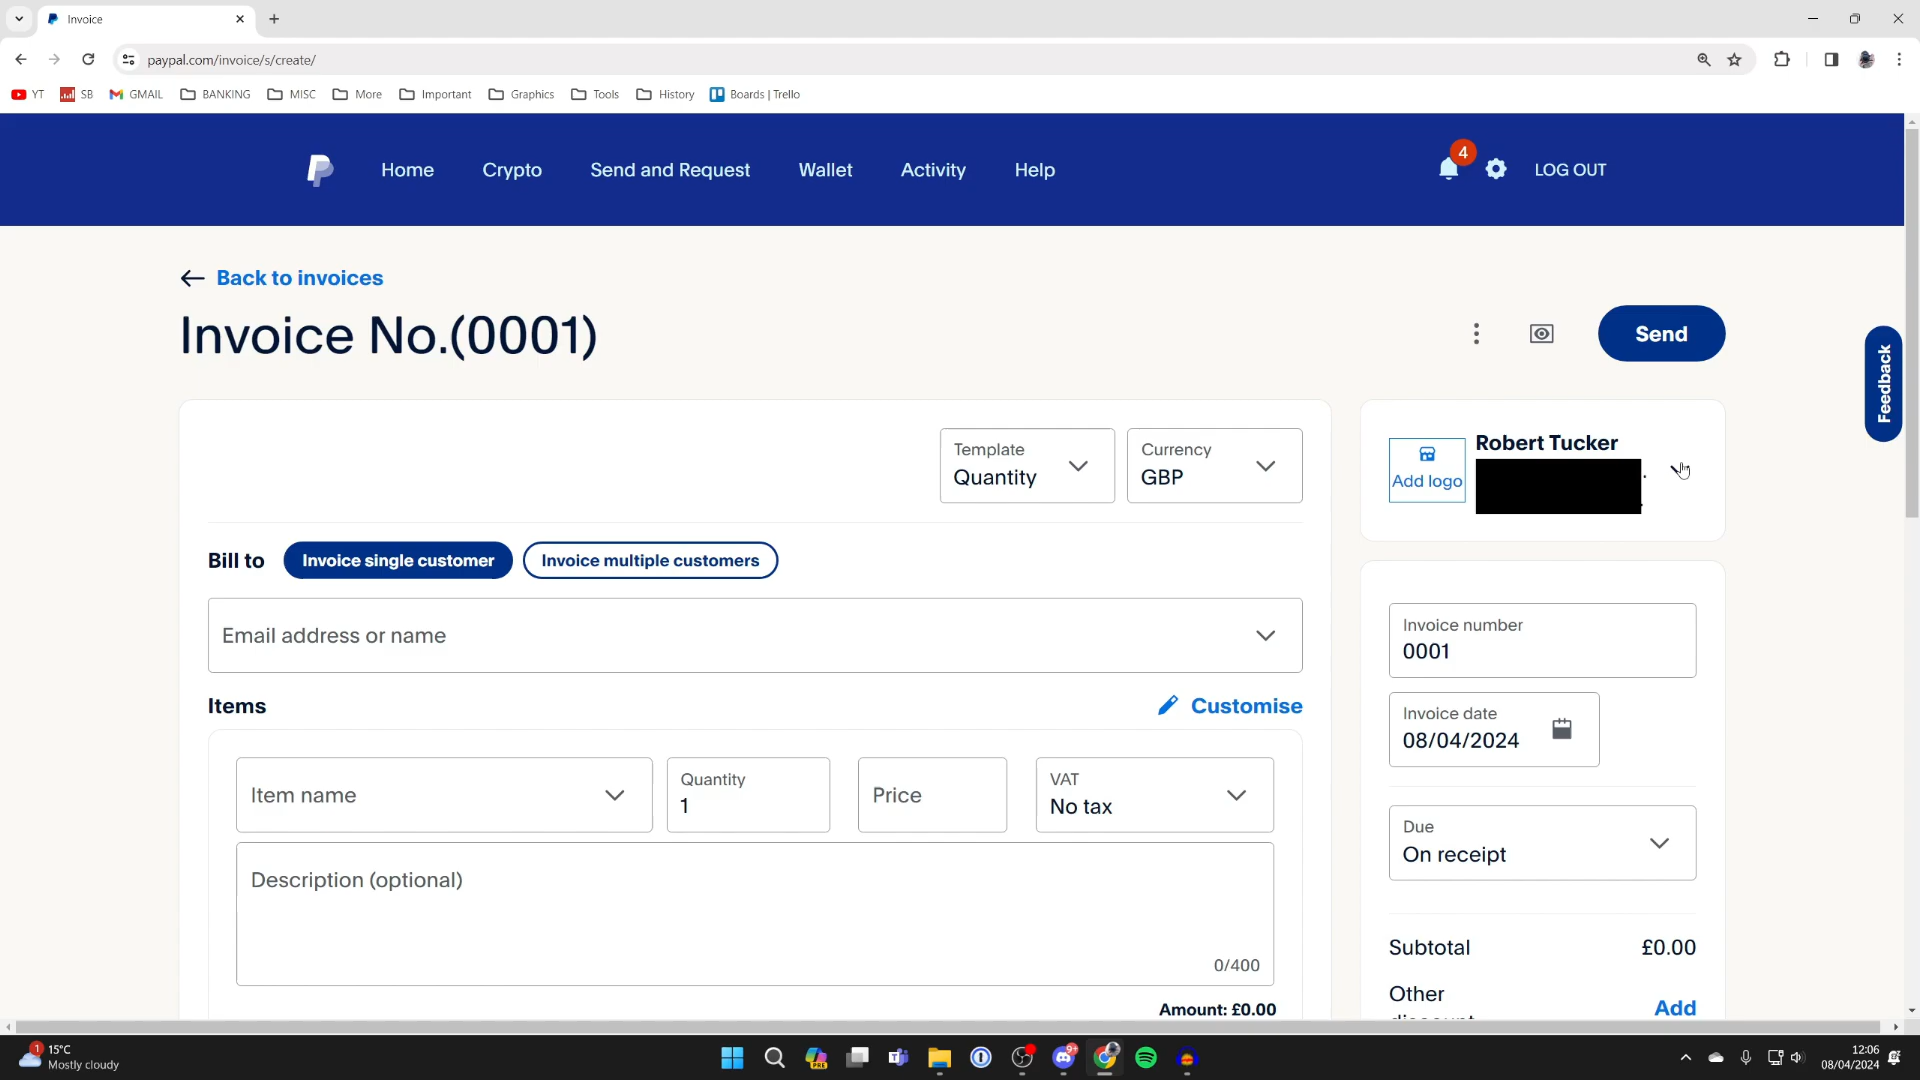 Invoice
paypal.com/invoice/s/create/
YT SB GMAIL BANKING MISC More Important Graphics Tools History Boards | Trello
Home Crypto Send and Request Wallet Activity Help 4 LOG OUT
Back to invoices
Invoice No.(0001)
Send
Feedback
Template
Quantity
Currency
GBP
Add logo
Robert Tucker
Bill to Invoice single customer Invoice multiple customers
Email address or name
Items
Customise
Item name
Quantity
1
Price
VAT
No tax
Description (optional)
0/400
Amount: £0.00
Invoice number
0001
Invoice date
08/04/2024
Due
On receipt
Subtotal £0.00
Other
Add
1
15°C
Mostly cloudy
PRE
9+
12:06
08/04/2024